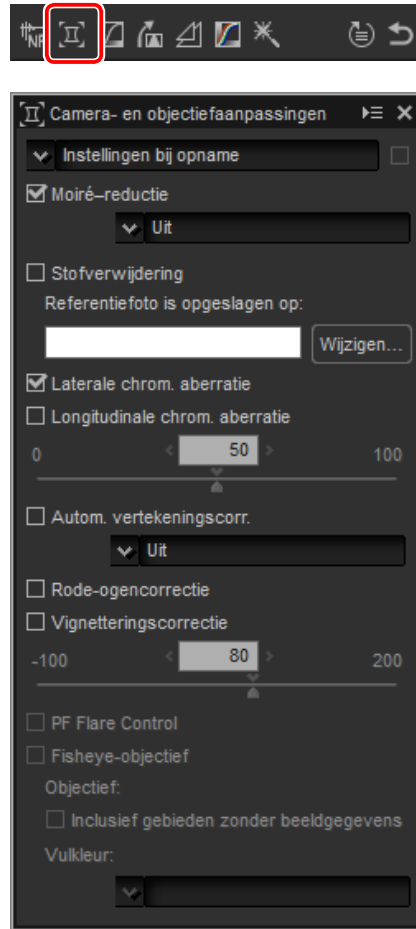 NR
Camera- en objectiefaanpassingen
Instellingen bij opname
Moiré–reductie
Uit
Stofverwijdering
Referentiefoto is opgeslagen op:
Wijzigen...
Laterale chrom. aberratie
Longitudinale chrom. aberratie
0 < 50 > 100
Autom. vertekeningscorr.
Uit
Rode-ogencorrectie
Vignetteringscorrectie
-100 < 80 > 200
PF Flare Control
Fisheye-objectief
Objectief:
Inclusief gebieden zonder beeldgegevens
Vulkleur: